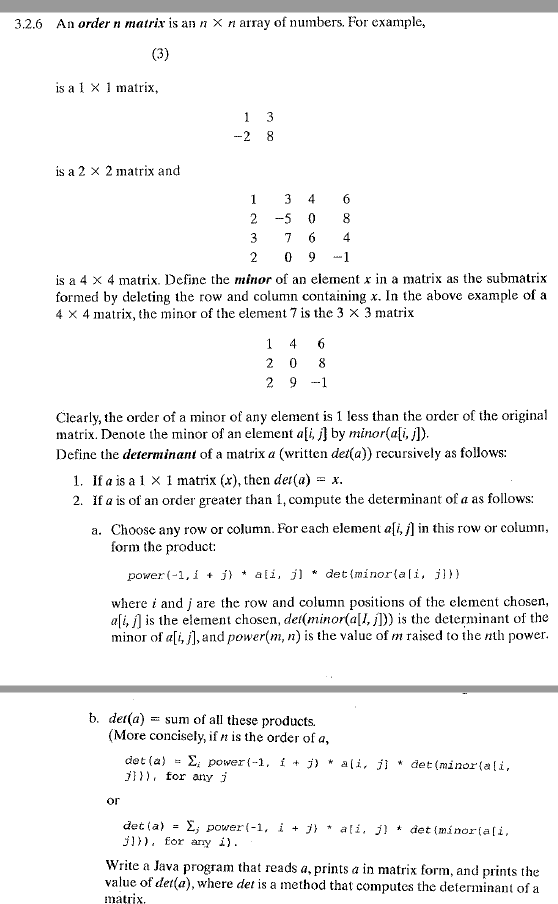 3.2.6 An order n matrix is an n × n array of numbers. For example,
(3)
is a 1 × 1 matrix,
1 3
−2 8
is a 2 × 2 matrix and
1 3 4 6
2 −5 0 8
3 7 6 4
2 0 9 −1
is a 4 × 4 matrix. Define the minor of an element x in a matrix as the submatrix
formed by deleting the row and column containing x. In the above example of a
4 × 4 matrix, the minor of the element 7 is the 3 × 3 matrix
1 4 6
2 0 8
2 9 −1
Clearly, the order of a minor of any element is 1 less than the order of the original
matrix. Denote the minor of an element a[i, j] by minor(a[i, j]).
Define the determinant of a matrix a (written det(a)) recursively as follows:
1. If a is a 1 × 1 matrix (x), then det(a) = x.
2. If a is of an order greater than 1, compute the determinant of a as follows:
a. Choose any row or column. For each element a[i, j] in this row or column,
form the product:
power(-1,i + j) * a[i, j] * det(minor(a[i, j]))
where i and j are the row and column positions of the element chosen,
a[i, j] is the element chosen, det(minor(a[I, j])) is the determinant of the
minor of a[i, j], and power(m, n) is the value of m raised to the nth power.
b. det(a) = sum of all these products.
(More concisely, if n is the order of a,
det(a) = Σi power(-1, i + j) * a[i, j] * det(minor(a[i,
j])), for any j
or
det(a) = Σj power(-1, i + j) * a[i, j] * det(minor(a[i,
j])), for any i).
Write a Java program that reads a, prints a in matrix form, and prints the
value of det(a), where det is a method that computes the determinant of a
matrix.